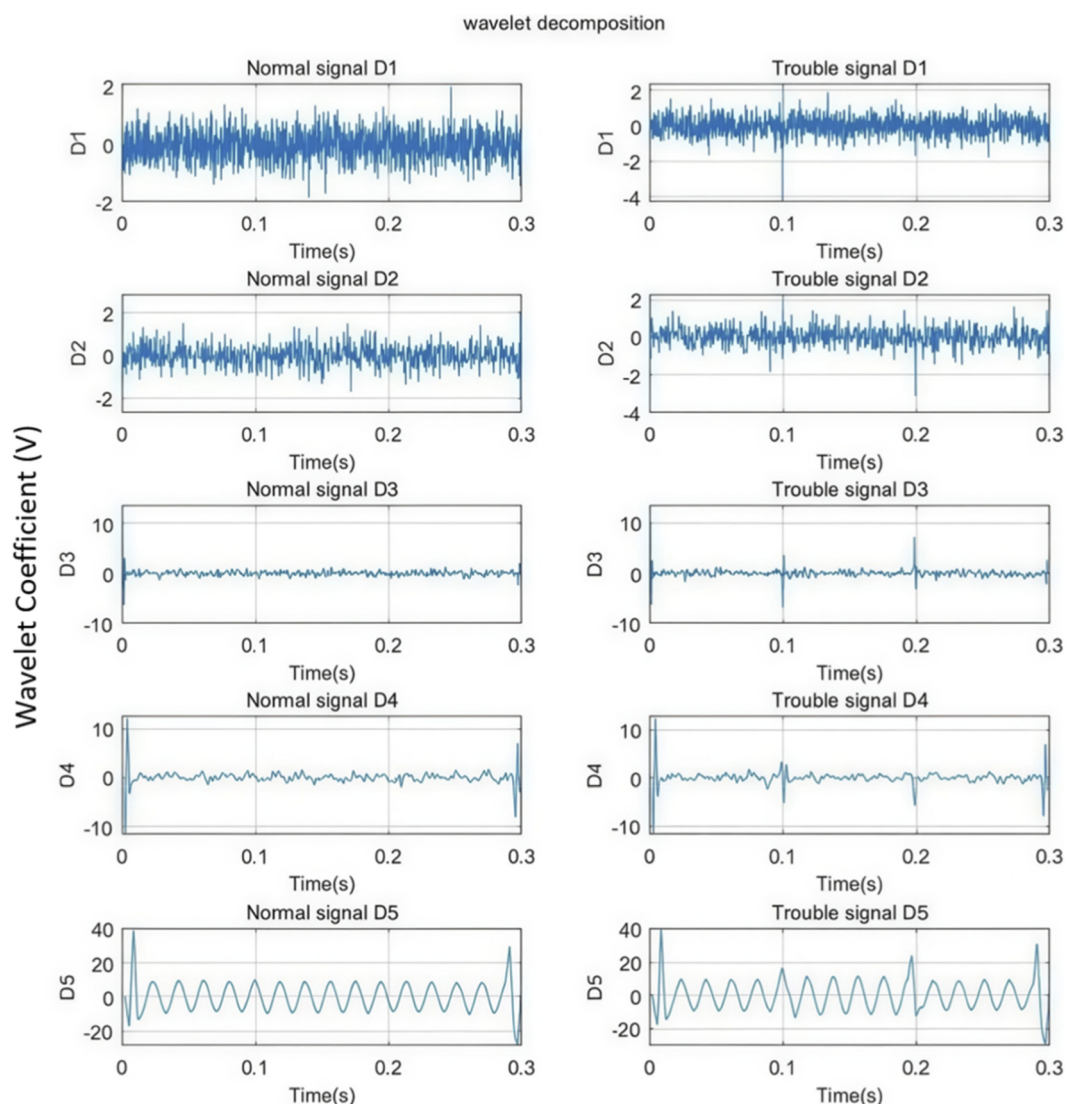 wavelet decomposition
Wavelet Coefficient (V)
Normal signal D1
D1
2
0
-2
0 0.1 0.2 0.3
Time(s)
Trouble signal D1
D1
2
0
-2
-4
0 0.1 0.2 0.3
Time(s)
Normal signal D2
D2
2
0
-2
0 0.1 0.2 0.3
Time(s)
Trouble signal D2
D2
2
0
-2
-4
0 0.1 0.2 0.3
Time(s)
Normal signal D3
D3
10
0
-10
0 0.1 0.2 0.3
Time(s)
Trouble signal D3
D3
10
0
-10
0 0.1 0.2 0.3
Time(s)
Normal signal D4
D4
10
0
-10
0 0.1 0.2 0.3
Time(s)
Trouble signal D4
D4
10
0
-10
0 0.1 0.2 0.3
Time(s)
Normal signal D5
D5
40
20
0
-20
0 0.1 0.2 0.3
Time(s)
Trouble signal D5
D5
40
20
0
-20
0 0.1 0.2 0.3
Time(s)